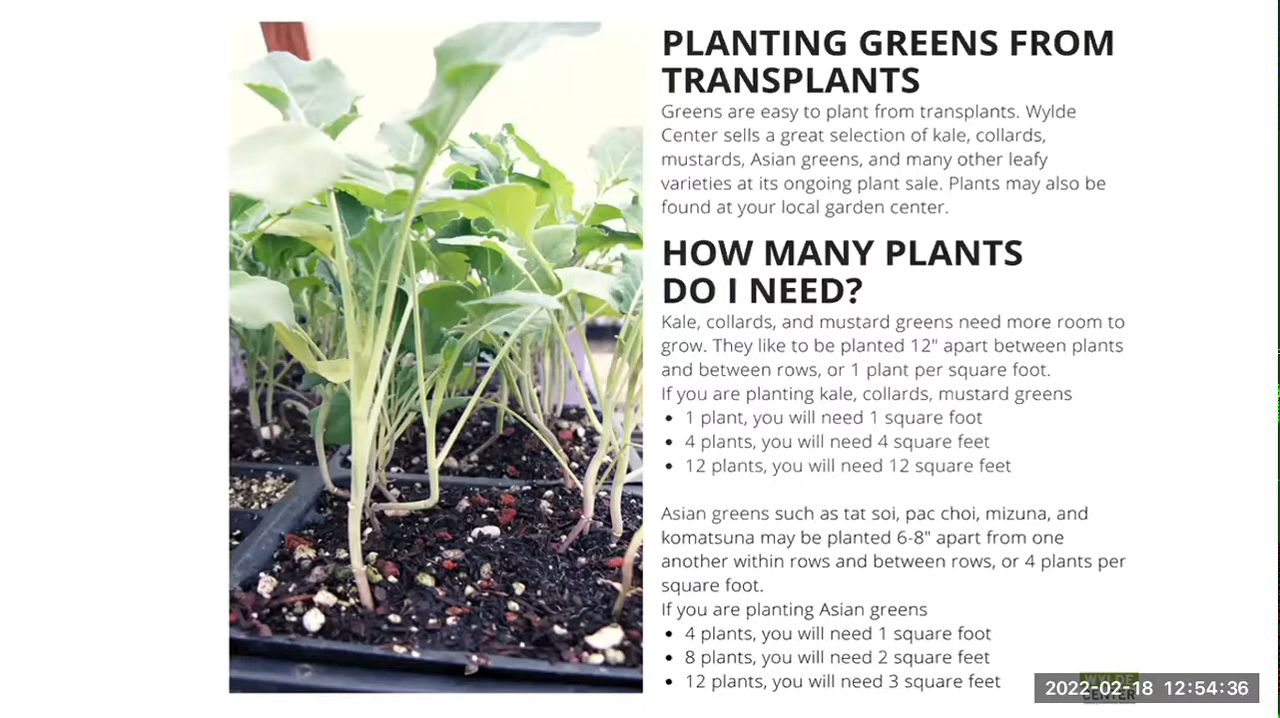 PLANTING GREENS FROM
TRANSPLANTS
Greens are easy to plant from transplants. Wylde
Center sells a great selection of kale, collards,
mustards, Asian greens, and many other leafy
varieties at its ongoing plant sale. Plants may also be
found at your local garden center.
HOW MANY PLANTS
DO I NEED?
Kale, collards, and mustard greens need more room to
grow. They like to be planted 12" apart between plants
and between rows, or 1 plant per square foot.
If you are planting kale, collards, mustard greens
• 1 plant, you will need 1 square foot
• 4 plants, you will need 4 square feet
• 12 plants, you will need 12 square feet
Asian greens such as tat soi, pac choi, mizuna, and
komatsuna may be planted 6-8" apart from one
another within rows and between rows, or 4 plants per
square foot.
If you are planting Asian greens
• 4 plants, you will need 1 square foot
• 8 plants, you will need 2 square feet
• 12 plants, you will need 3 square feet
WYLDE
CENTER
2022-02-18 12:54:36